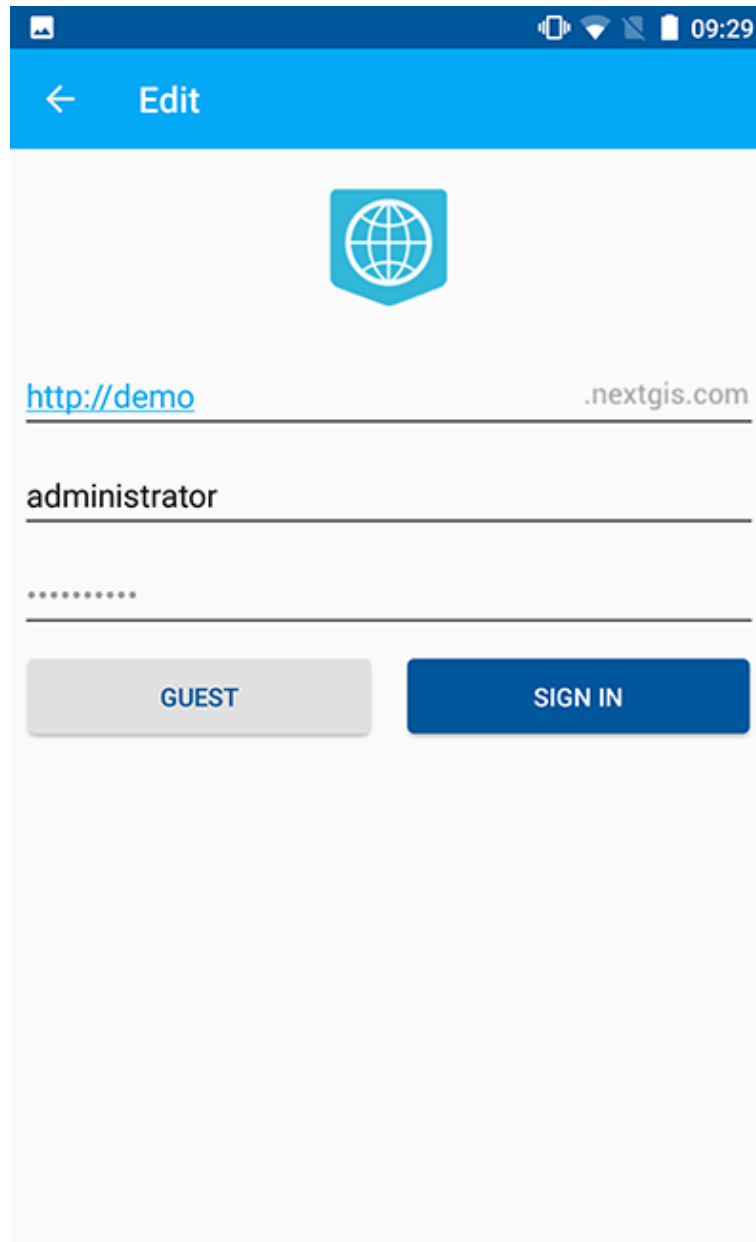 09:29
Edit
http://demo .nextgis.com
administrator
••••••••••
GUEST SIGN IN